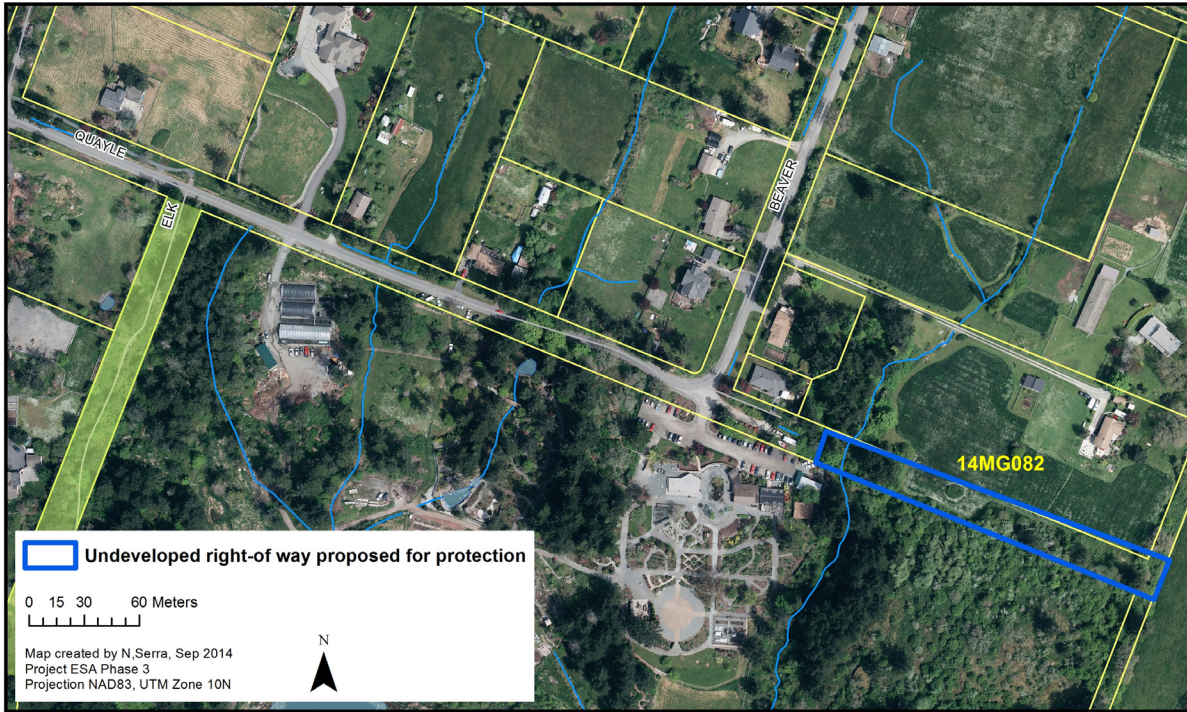 QUAYLE
ELK
BEAVER
14MG082
Undeveloped right-of way proposed for protection
0 15 30 60 Meters
Map created by N,Serra, Sep 2014
Project ESA Phase 3
Projection NAD83, UTM Zone 10N
N